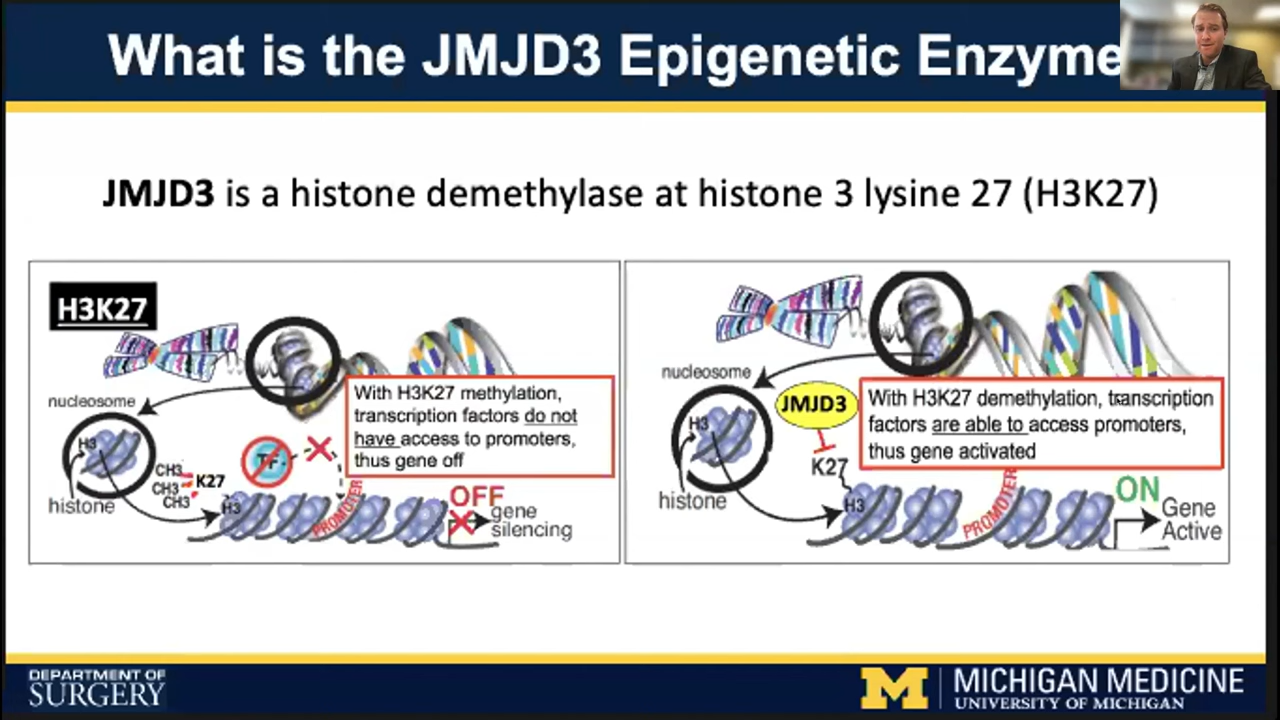 What is the JMJD3 Epigenetic Enzyme
JMJD3 is a histone demethylase at histone 3 lysine 27 (H3K27)
H3K27
nucleosome
H3
histone
CH3
CH3
CH3
K27
H3
TF
With H3K27 methylation,
transcription factors do not
have access to promoters,
thus gene off
PROMOTER
OFF
gene
silencing
nucleosome
H3
histone
JMJD3
K27
H3
With H3K27 demethylation, transcription
factors are able to access promoters,
thus gene activated
PROMOTER
ON
Gene
Active
DEPARTMENT OF
SURGERY
M
MICHIGAN MEDICINE
UNIVERSITY OF MICHIGAN